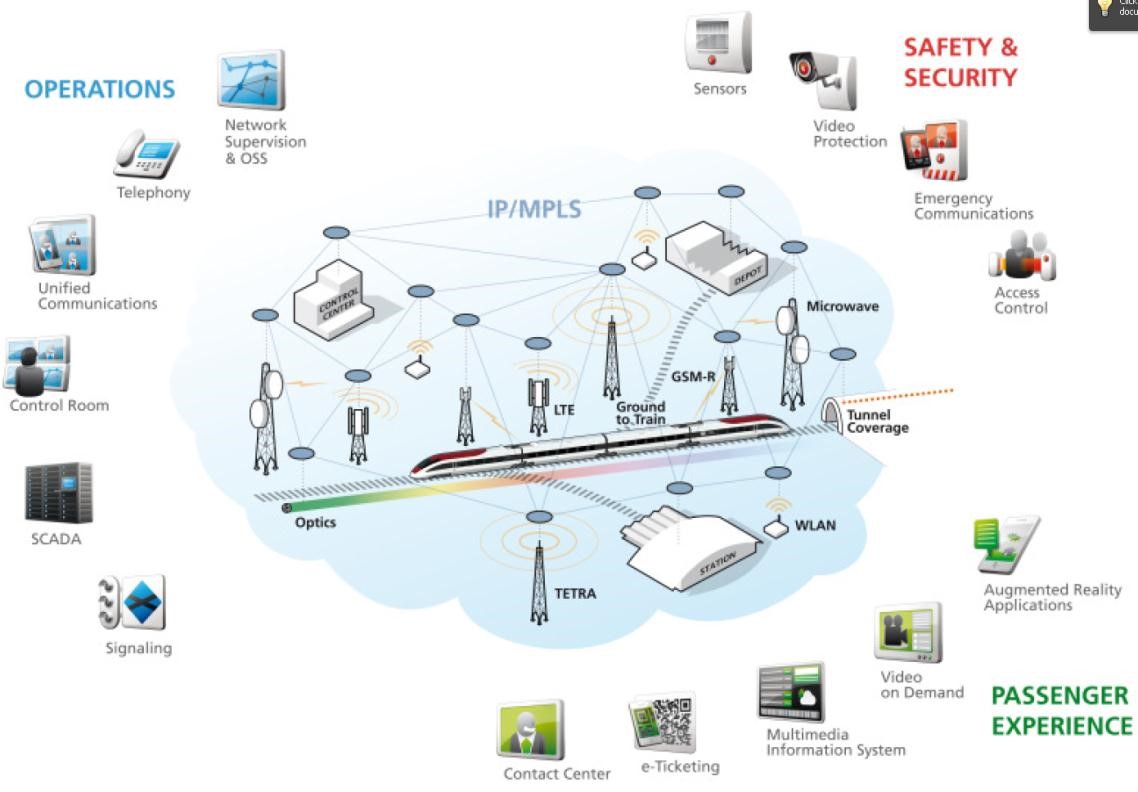 Click
docu
OPERATIONS
Network
Supervision
& OSS
Telephony
Unified
Communications
Control Room
SCADA
Signaling
Sensors
Video
Protection
SAFETY &
SECURITY
Emergency
Communications
Access
Control
IP/MPLS
CONTROL
CENTER
DEPOT
Microwave
GSM-R
LTE
Ground
to Train
Tunnel
Coverage
Optics
WLAN
STATION
TETRA
Augmented Reality
Applications
Video
on Demand
PASSENGER
EXPERIENCE
Multimedia
Information System
e-Ticketing
Contact Center